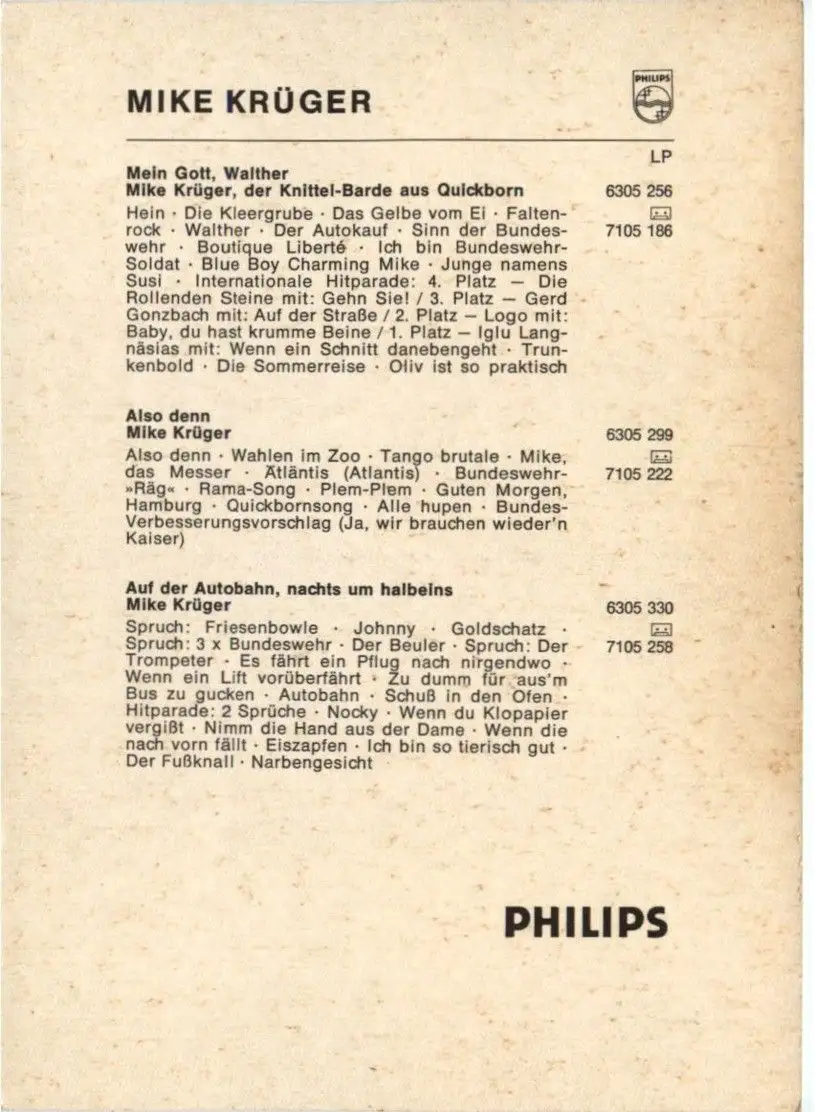 MIKE KRÜGER
PHILIPS
LP
Mein Gott, Walther
Mike Krüger, der Knittel-Barde aus Quickborn 6305 256
Hein · Die Kleergrube · Das Gelbe vom Ei · Falten-
rock · Walther · Der Autokauf · Sinn der Bundes- 7105 186
wehr · Boutique Liberté · Ich bin Bundeswehr-
Soldat · Blue Boy Charming Mike · Junge namens
Susi · Internationale Hitparade: 4. Platz — Die
Rollenden Steine mit: Gehn Sie! / 3. Platz — Gerd
Gonzbach mit: Auf der Straße / 2. Platz — Logo mit:
Baby, du hast krumme Beine / 1. Platz — Iglu Lang-
näsias mit: Wenn ein Schnitt danebengeht · Trun-
kenbold · Die Sommerreise · Oliv ist so praktisch
Also denn
Mike Krüger 6305 299
Also denn · Wahlen im Zoo · Tango brutale · Mike,
das Messer · Ätläntis (Atlantis) · Bundeswehr- 7105 222
»Räg« · Rama-Song · Plem-Plem · Guten Morgen,
Hamburg · Quickbornsong · Alle hupen · Bundes-
Verbesserungsvorschlag (Ja, wir brauchen wieder'n
Kaiser)
Auf der Autobahn, nachts um halbeins
Mike Krüger 6305 330
Spruch: Friesenbowle · Johnny · Goldschatz ·
Spruch: 3 x Bundeswehr · Der Beuler · Spruch: Der 7105 258
Trompeter · Es fährt ein Pflug nach nirgendwo ·
Wenn ein Lift vorüberfährt · Zu dumm für aus'm
Bus zu gucken · Autobahn · Schuß in den Ofen ·
Hitparade: 2 Sprüche · Nocky · Wenn du Klopapier
vergißt · Nimm die Hand aus der Dame · Wenn die
nach vorn fällt · Eiszapfen · Ich bin so tierisch gut ·
Der Fußknall · Narbengesicht
PHILIPS